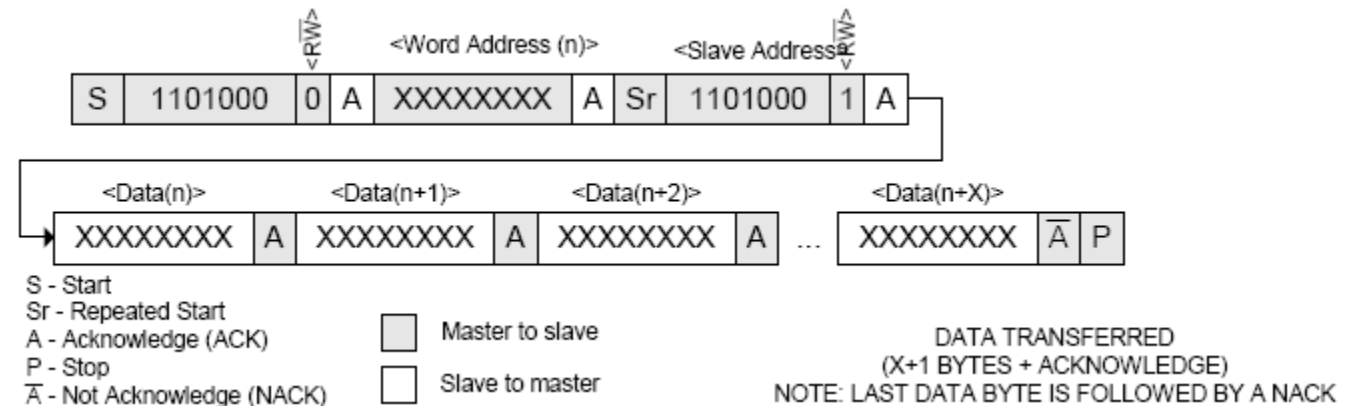 <RW̅> <Word Address (n)> <Slave Address> <RW̅>
S 1101000 0 A XXXXXXXX A Sr 1101000 1 A
<Data(n)> <Data(n+1)> <Data(n+2)> <Data(n+X)>
XXXXXXXX A XXXXXXXX A XXXXXXXX A ... XXXXXXXX A̅ P
S - Start
Sr - Repeated Start
A - Acknowledge (ACK)
P - Stop
A̅ - Not Acknowledge (NACK)
Master to slave
Slave to master
DATA TRANSFERRED
(X+1 BYTES + ACKNOWLEDGE)
NOTE: LAST DATA BYTE IS FOLLOWED BY A NACK